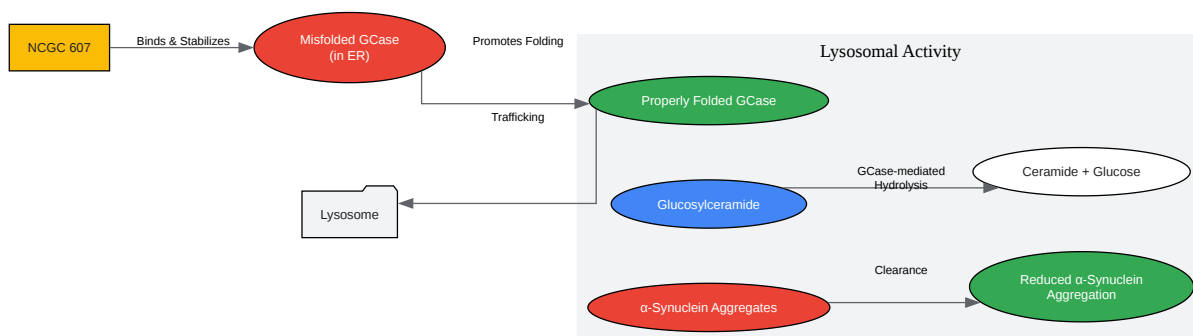 NCGC 607
Binds & Stabilizes
Misfolded GCase
(in ER)
Promotes Folding
Trafficking
Lysosomal Activity
Properly Folded GCase
Lysosome
Glucosylceramide
GCase-mediated
Hydrolysis
Ceramide + Glucose
α-Synuclein Aggregates
Clearance
Reduced α-Synuclein
Aggregation